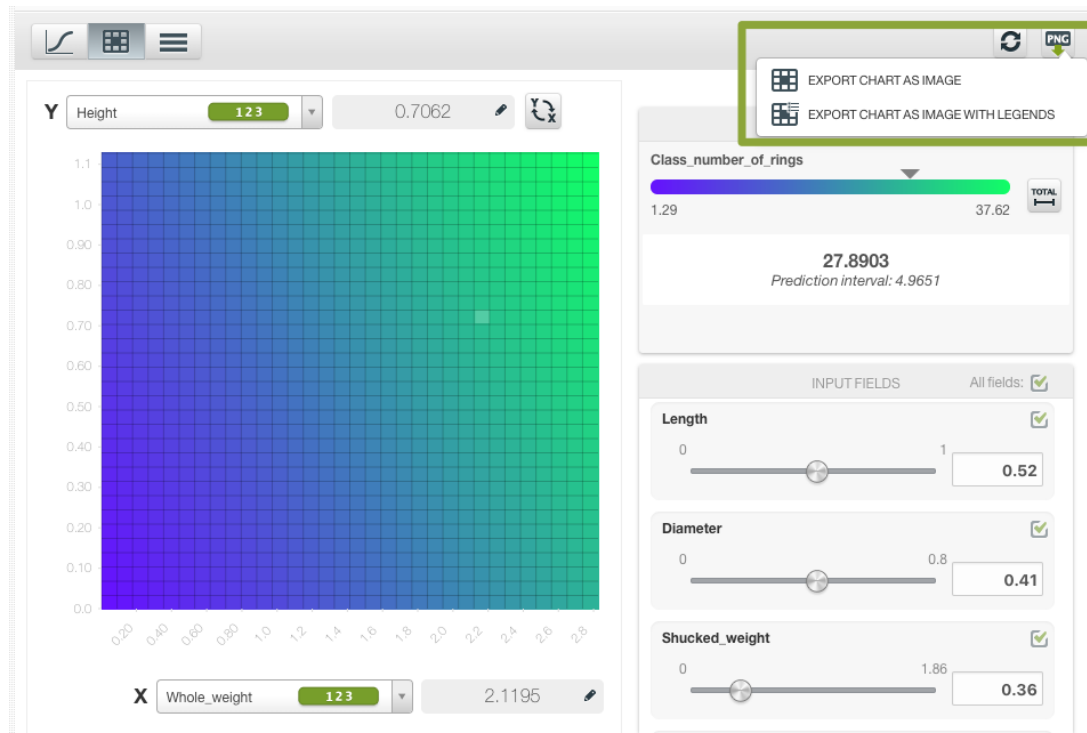 PNG
EXPORT CHART AS IMAGE
EXPORT CHART AS IMAGE WITH LEGENDS
Y Height 123 0.7062 Y X
1.1
1.0
0.90
0.80
0.70
0.60
0.50
0.40
0.30
0.20
0.10
0.0
0.20 0.40 0.60 0.80 1.0 1.2 1.4 1.6 1.8 2.0 2.2 2.4 2.6 2.8
X Whole_weight 123 2.1195
Class_number_of_rings
1.29 37.62 TOTAL
27.8903
Prediction interval: 4.9651
INPUT FIELDS All fields:
Length
0 1
0.52
Diameter
0 0.8
0.41
Shucked_weight
0 1.86
0.36